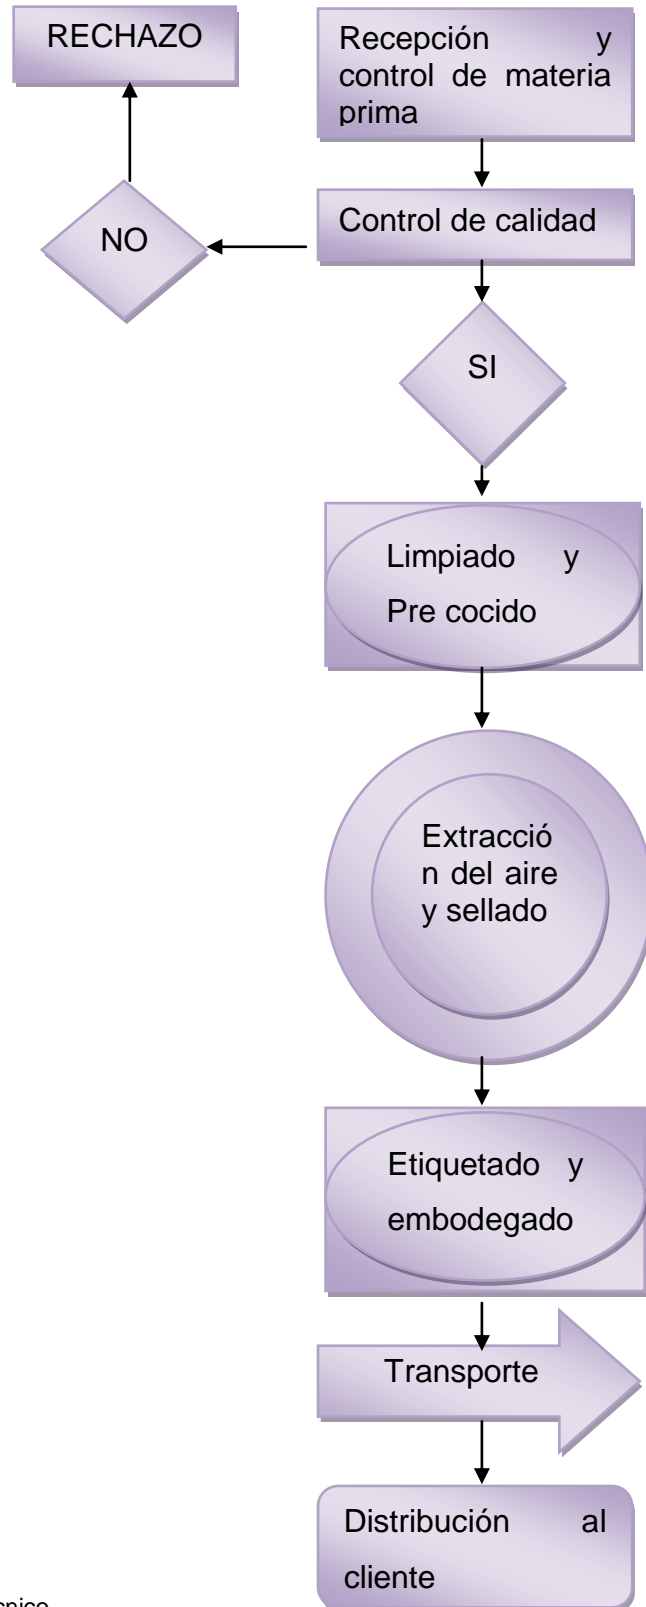 RECHAZO
Recepción y
control de materia
prima
NO
Control de calidad
SI
Limpiado y
Pre cocido
Extracció
n del aire
y sellado
Etiquetado y
embodegado
Transporte
Distribución al
cliente